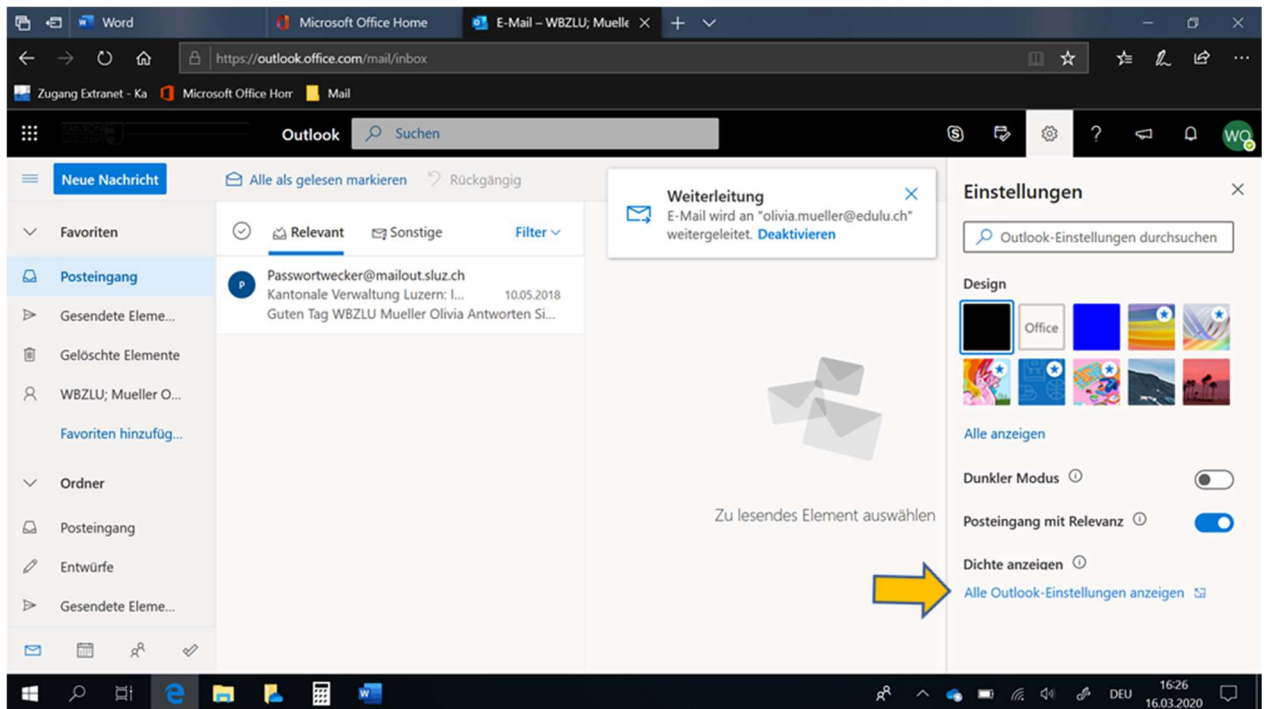 Word
Microsoft Office Home
E-Mail – WBZLU; Muelle
https://outlook.office.com/mail/inbox
Zugang Extranet - Ka
Microsoft Office Hom
Mail
Outlook
Suchen
WO
Neue Nachricht
Alle als gelesen markieren
Rückgängig
Favoriten
Posteingang
Gesendete Eleme...
Gelöschte Elemente
WBZLU; Mueller O...
Favoriten hinzufüg...
Ordner
Posteingang
Entwürfe
Gesendete Eleme...
Relevant
Sonstige
Filter
P
Passwortwecker@mailout.sluz.ch
Kantonale Verwaltung Luzern: I... 10.05.2018
Guten Tag WBZLU Mueller Olivia Antworten Si...
Weiterleitung
E-Mail wird an "olivia.mueller@edulu.ch"
weitergeleitet. Deaktivieren
Zu lesendes Element auswählen
Einstellungen
Outlook-Einstellungen durchsuchen
Design
Office
Alle anzeigen
Dunkler Modus
Posteingang mit Relevanz
Dichte anzeigen
Alle Outlook-Einstellungen anzeigen
DEU
16:26
16.03.2020